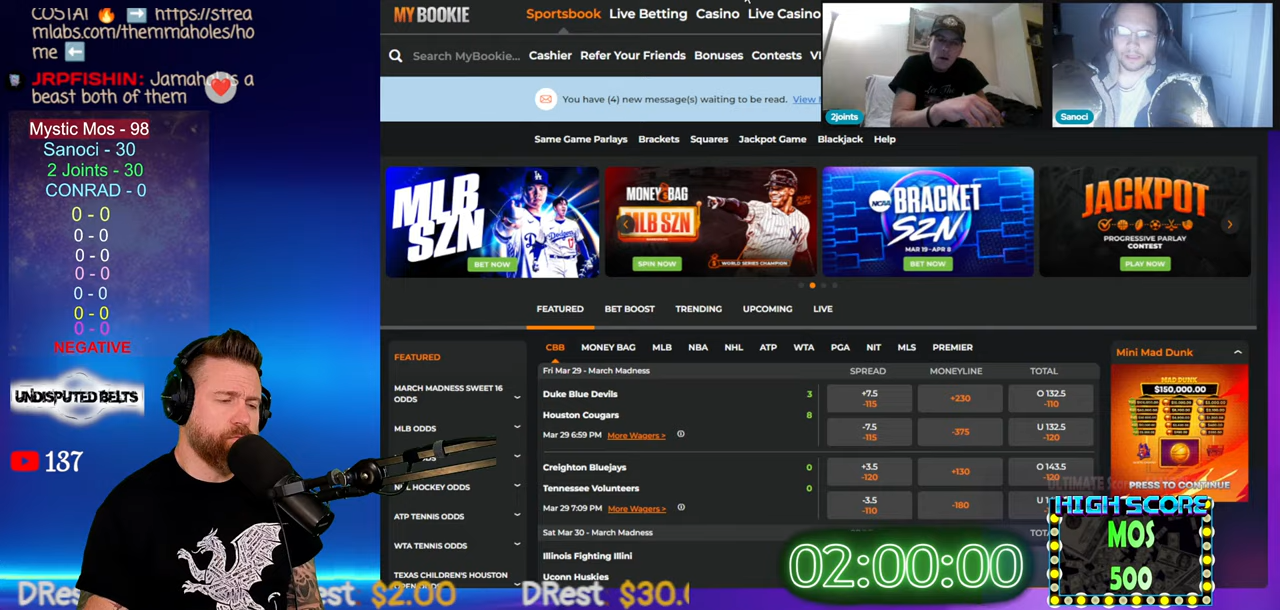 COSTA! 🔥 ➡️ https://strea
mlabs.com/themmaholes/ho
me ⬅️
JRPFISHIN: Jamahal is a
beast both of them
Mystic Mos - 98
Sanoci - 30
2 Joints - 30
CONRAD - 0
0 - 0
0 - 0
0 - 0
0 - 0
0 - 0
0 - 0
0 - 0
NEGATIVE
UNDISPUTED BELTS
137
MYBOOKIE
Sportsbook Live Betting Casino Live Casino
Search MyBookie... Cashier Refer Your Friends Bonuses Contests
You have (4) new message(s) waiting to be read. View
2joints
Sanoci
Same Game Parlays Brackets Squares Jackpot Game Blackjack Help
MLB
SZN
BET NOW
MONEY BAG
MLB SZN
SPIN NOW
WORLD SERIES CHAMPION
NCAA
BRACKET
SZN
MAR 19-APR 8
BET NOW
JACKPOT
PROGRESSIVE PARLAY
CONTEST
PLAY NOW
FEATURED BET BOOST TRENDING UPCOMING LIVE
FEATURED
MARCH MADNESS SWEET 16
ODDS
MLB ODDS
HOCKEY ODDS
ATP TENNIS ODDS
WTA TENNIS ODDS
TEXAS CHILDREN'S HOUSTON
CBB MONEY BAG MLB NBA NHL ATP WTA PGA NIT MLS PREMIER
Fri Mar 29 - March Madness SPREAD MONEYLINE TOTAL
Duke Blue Devils 3 +7.5 -115 +230 O 132.5 -110
Houston Cougars 8 -7.5 -115 -375 U 132.5 -120
Mar 29 6:59 PM More Wagers >
Creighton Bluejays 0 +3.5 -120 +130 O 143.5 -120
Tennessee Volunteers 0 -3.5 -110 -180
Mar 29 7:09 PM More Wagers >
Sat Mar 30 - March Madness
Illinois Fighting Illini
Uconn Huskies
Mini Mad Dunk
MAD DUNK
$150,000.00
PRESS TO CONTINUE
HIGH SCORE
MOS
500
02:00:00
DRest $2.00 DRest $30.